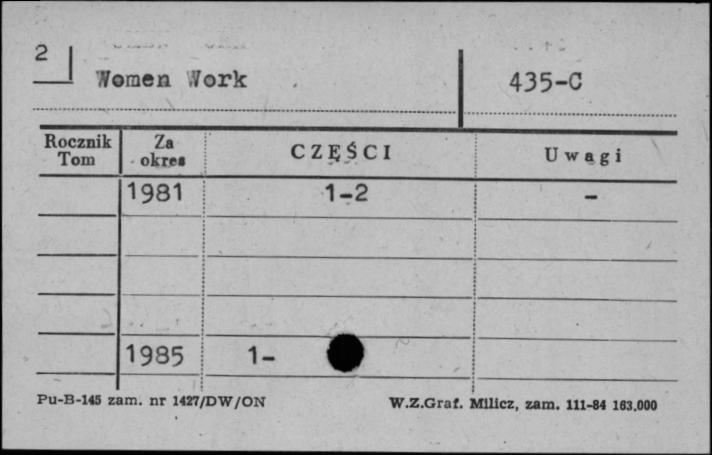 2
Women Work 435-C
Rocznik Tom Za okres CZĘŚCI Uwagi
1981 1-2 -
1985 1-
Pu-B-145 zam. nr 1427/DW/ON W.Z.Graf. Milicz, zam. 111-84 163.000